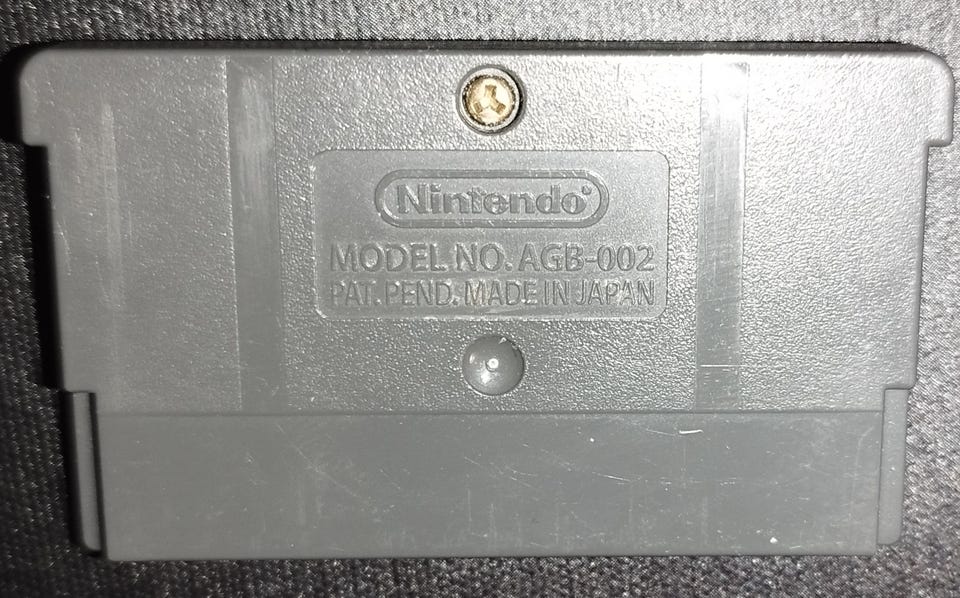 Nintendo®
MODEL NO. AGB-002
PAT. PEND. MADE IN JAPAN